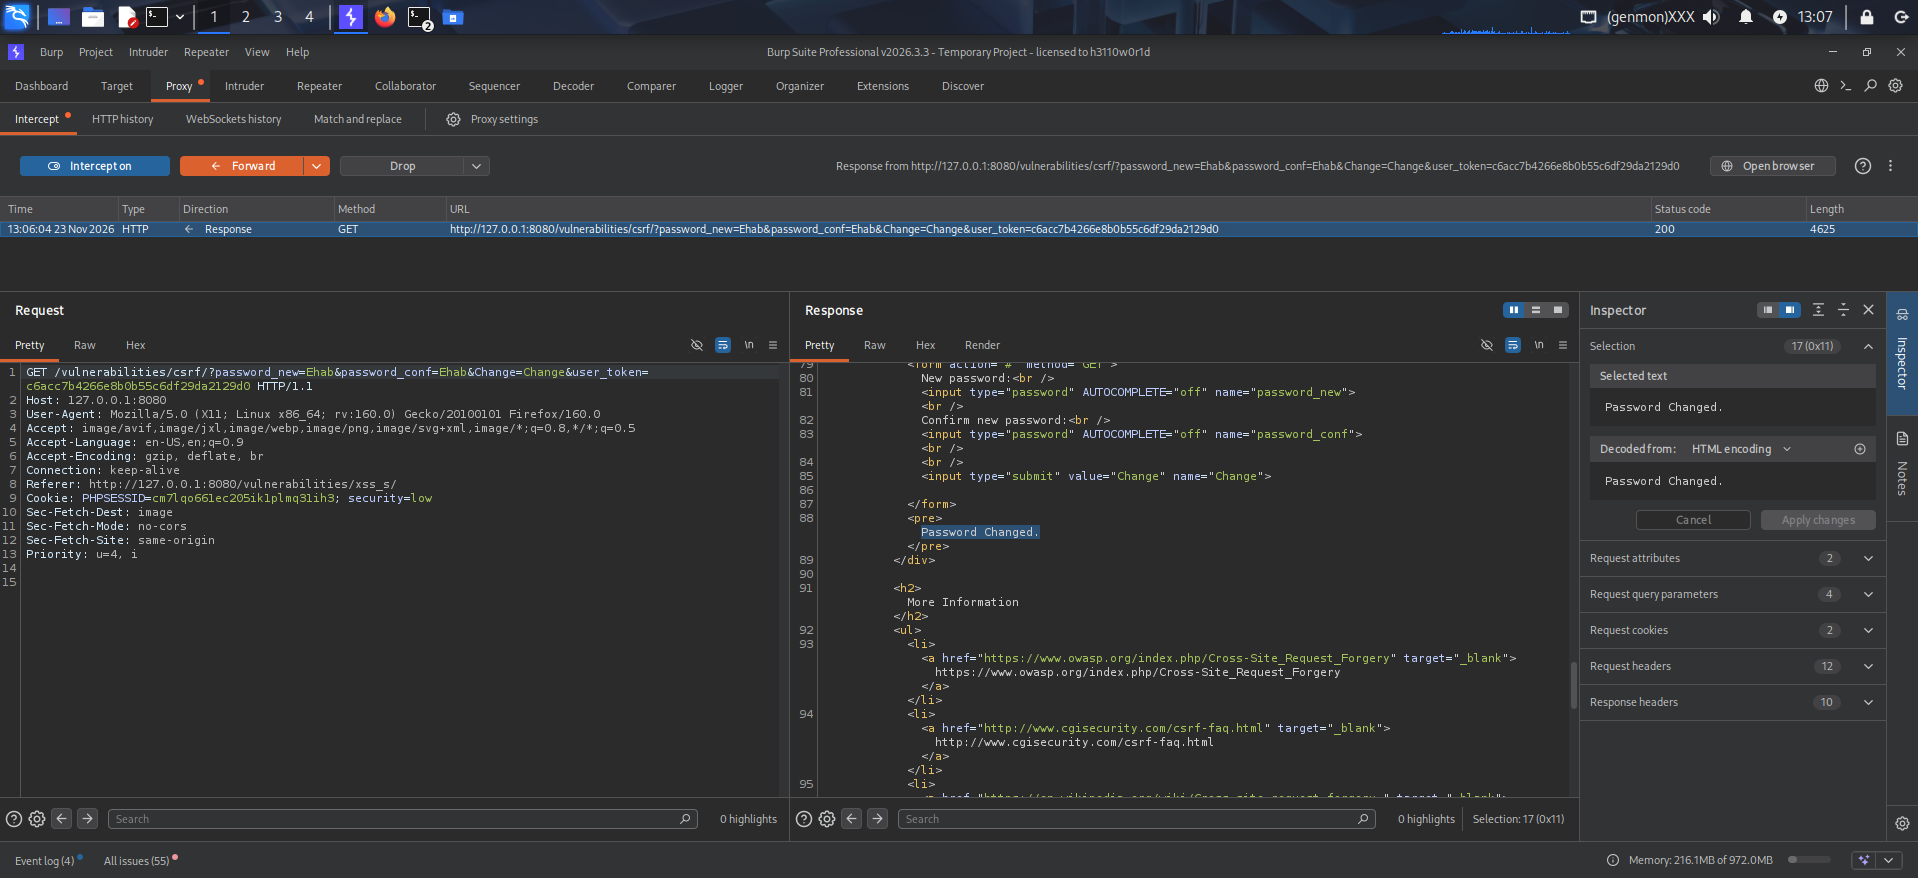 1 2 3 4 2 (genmon)XXX 13:07
Burp Project Intruder Repeater View Help Burp Suite Professional v2026.3.3 - Temporary Project - licensed to h3110w0r1d
Dashboard Target Proxy Intruder Repeater Collaborator Sequencer Decoder Comparer Logger Organizer Extensions Discover
Intercept HTTP history WebSockets history Match and replace Proxy settings
Intercept on Forward Drop Response from http://127.0.0.1:8080/vulnerabilities/csrf/?password_new=Ehab&password_conf=Ehab&Change=Change&user_token=c6acc7b4266e8b0b55c6df29da2129d0 Open browser
Time Type Direction Method URL Status code Length
13:06:04 23 Nov 2026 HTTP Response GET http://127.0.0.1:8080/vulnerabilities/csrf/?password_new=Ehab&password_conf=Ehab&Change=Change&user_token=c6acc7b4266e8b0b55c6df29da2129d0 200 4625
Request
Pretty Raw Hex
1 GET /vulnerabilities/csrf/?password_new=Ehab&password_conf=Ehab&Change=Change&user_token=
c6acc7b4266e8b0b55c6df29da2129d0 HTTP/1.1
2 Host: 127.0.0.1:8080
3 User-Agent: Mozilla/5.0 (X11; Linux x86_64; rv:160.0) Gecko/20100101 Firefox/160.0
4 Accept: image/avif,image/jxl,image/webp,image/png,image/svg+xml,image/*;q=0.8,*/*;q=0.5
5 Accept-Language: en-US,en;q=0.9
6 Accept-Encoding: gzip, deflate, br
7 Connection: keep-alive
8 Referer: http://127.0.0.1:8080/vulnerabilities/xss_s/
9 Cookie: PHPSESSID=cm7lqo66lec205iklplmq3lih3; security=low
10 Sec-Fetch-Dest: image
11 Sec-Fetch-Mode: no-cors
12 Sec-Fetch-Site: same-origin
13 Priority: u=4, i
14
15
Search 0 highlights
Response
Pretty Raw Hex Render
79 <form action="#" method="GET">
80 New password:<br />
81 <input type="password" AUTOCOMPLETE="off" name="password_new">
<br />
82 Confirm new password:<br />
83 <input type="password" AUTOCOMPLETE="off" name="password_conf">
<br />
84 <br />
85 <input type="submit" value="Change" name="Change">
86
87 </form>
88 <pre>
Password Changed.
</pre>
89 </div>
90
91 <h2>
More Information
</h2>
92 <ul>
93 <li>
<a href="https://www.owasp.org/index.php/Cross-Site_Request_Forgery" target="_blank">
https://www.owasp.org/index.php/Cross-Site_Request_Forgery
</a>
</li>
94 <li>
<a href="http://www.cgisecurity.com/csrf-faq.html" target="_blank">
http://www.cgisecurity.com/csrf-faq.html
</a>
</li>
95 <li>
Search 0 highlights Selection: 17 (0x11)
Inspector
Selection 17 (0x11)
Selected text
Password Changed.
Decoded from: HTML encoding
Password Changed.
Cancel Apply changes
Request attributes 2
Request query parameters 4
Request cookies 2
Request headers 12
Response headers 10
Inspector
Notes
Event log (4) All issues (55) Memory: 216.1MB of 972.0MB